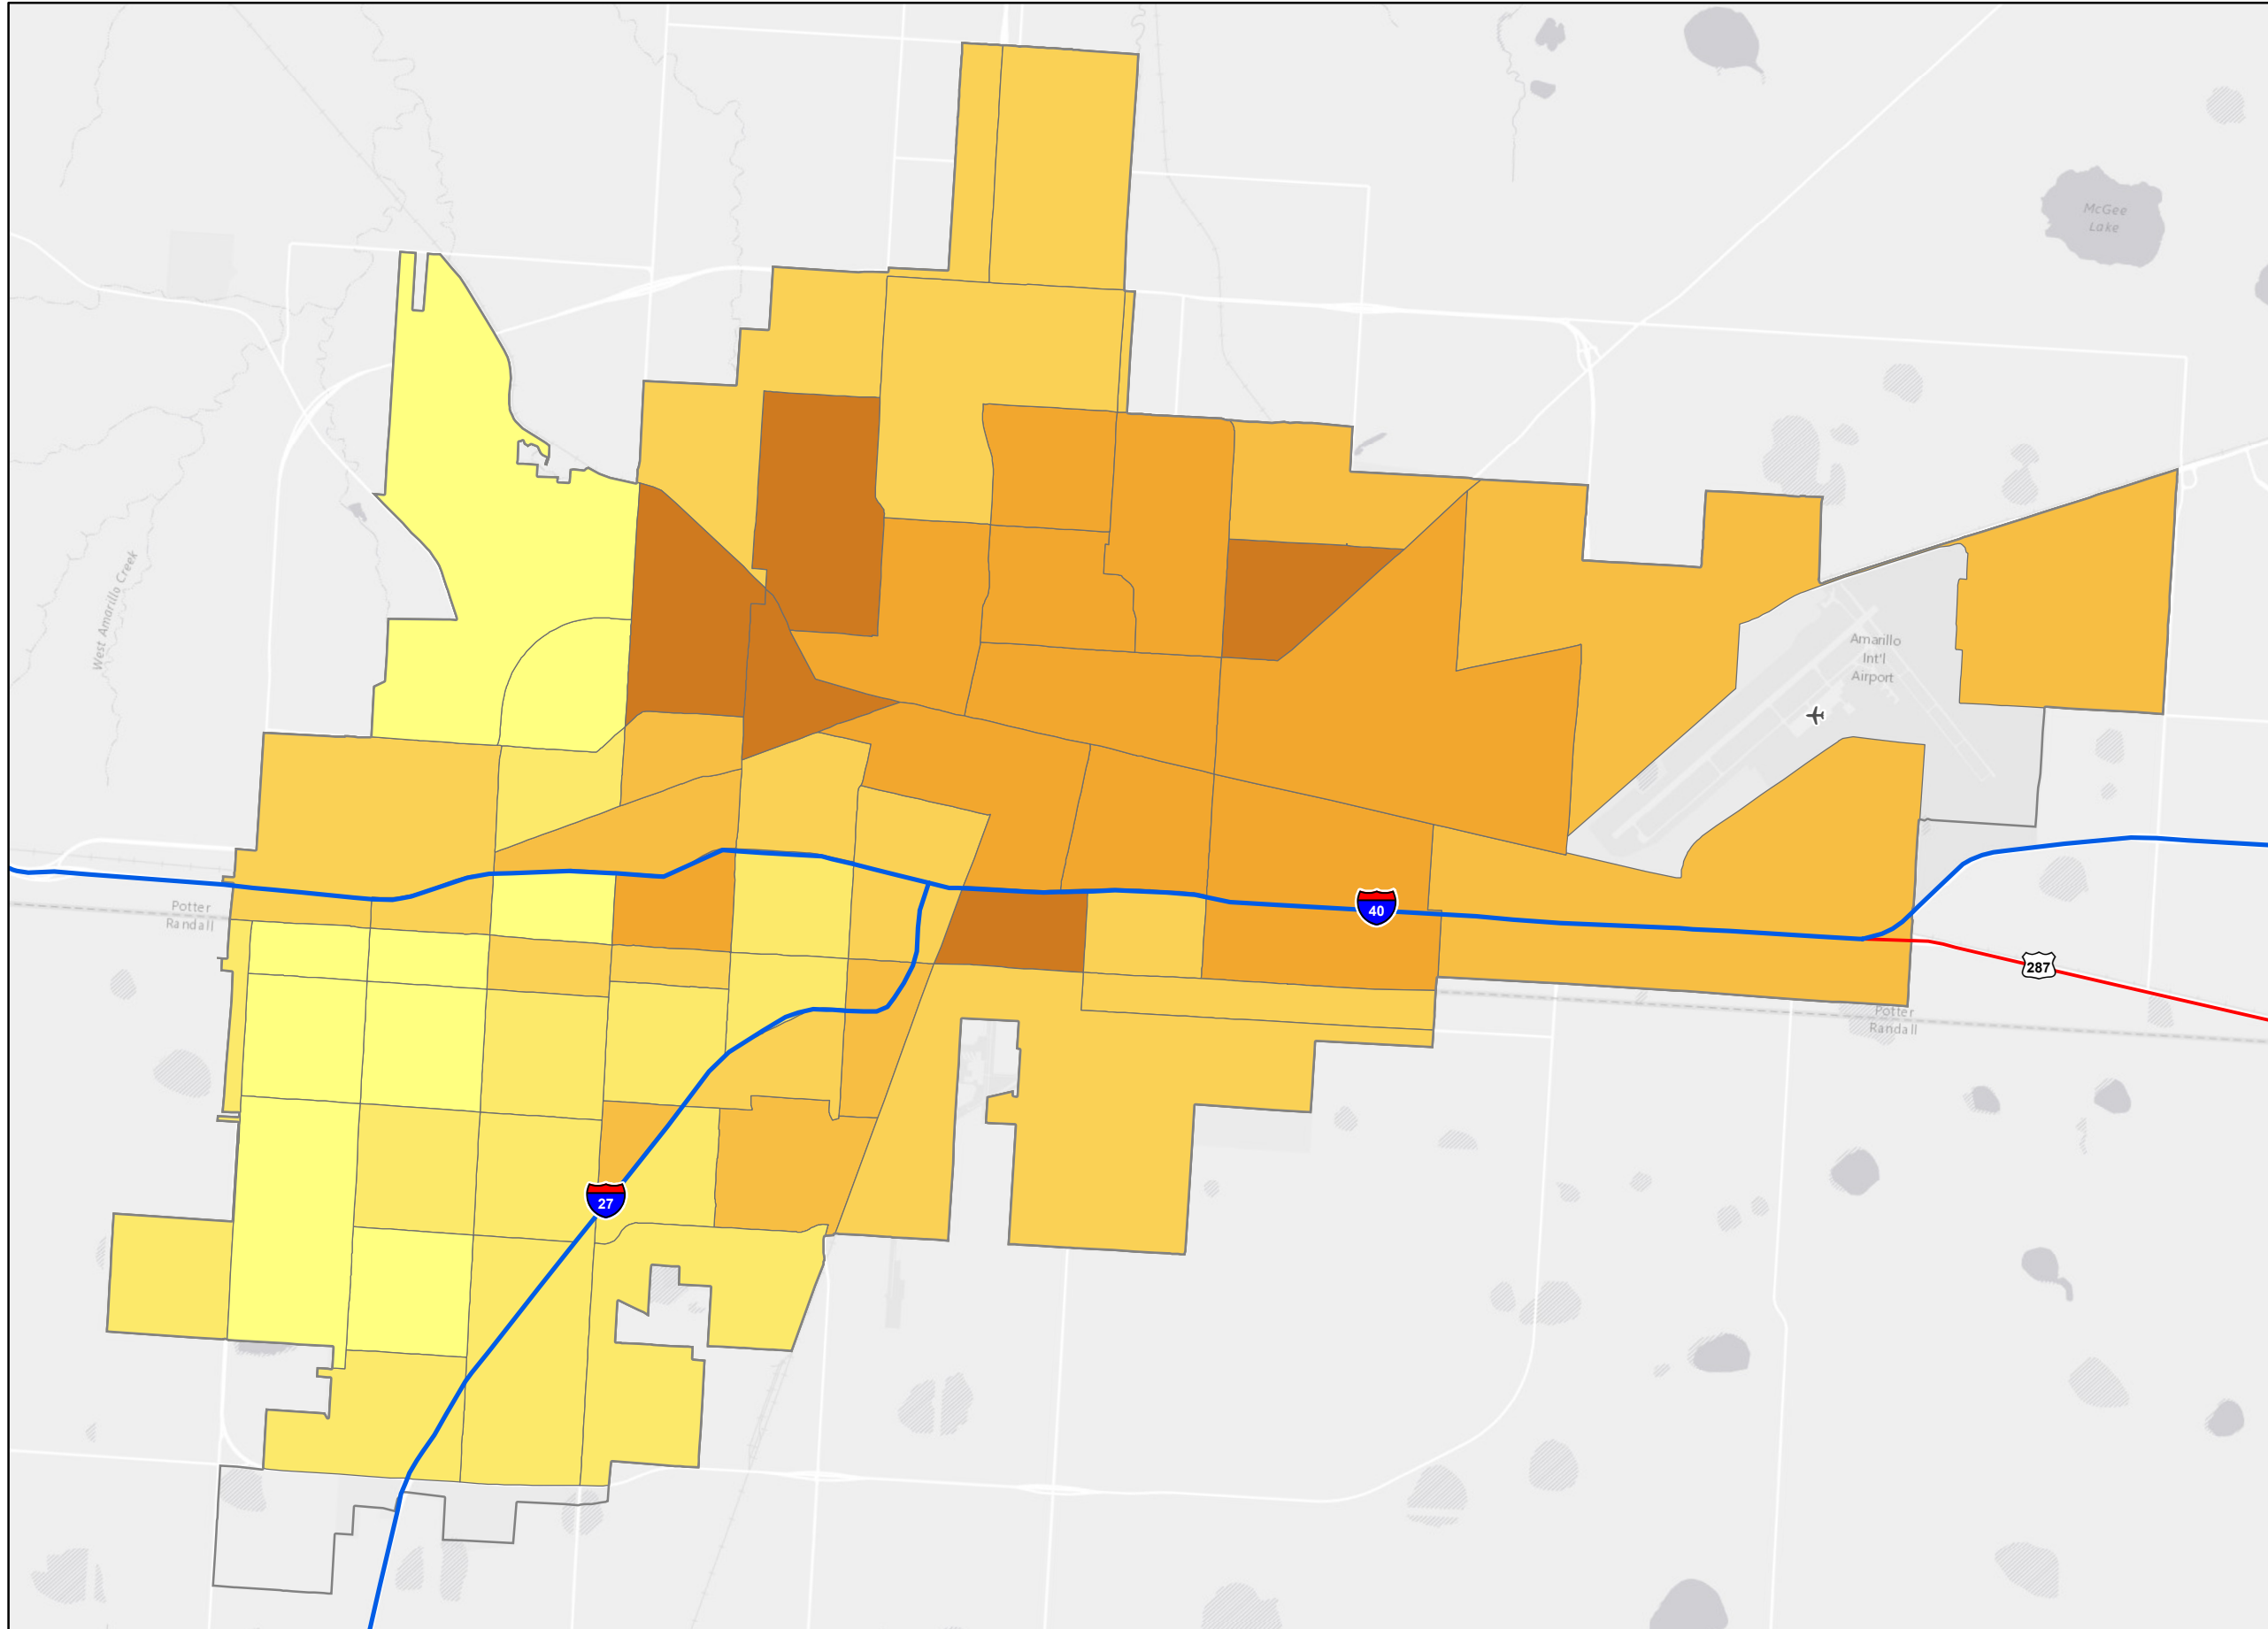 McGee
Lake
West Amarillo Creek
Amarillo
Int'l
Airport
Potter
Randall
40
287
Potter
Randall
27